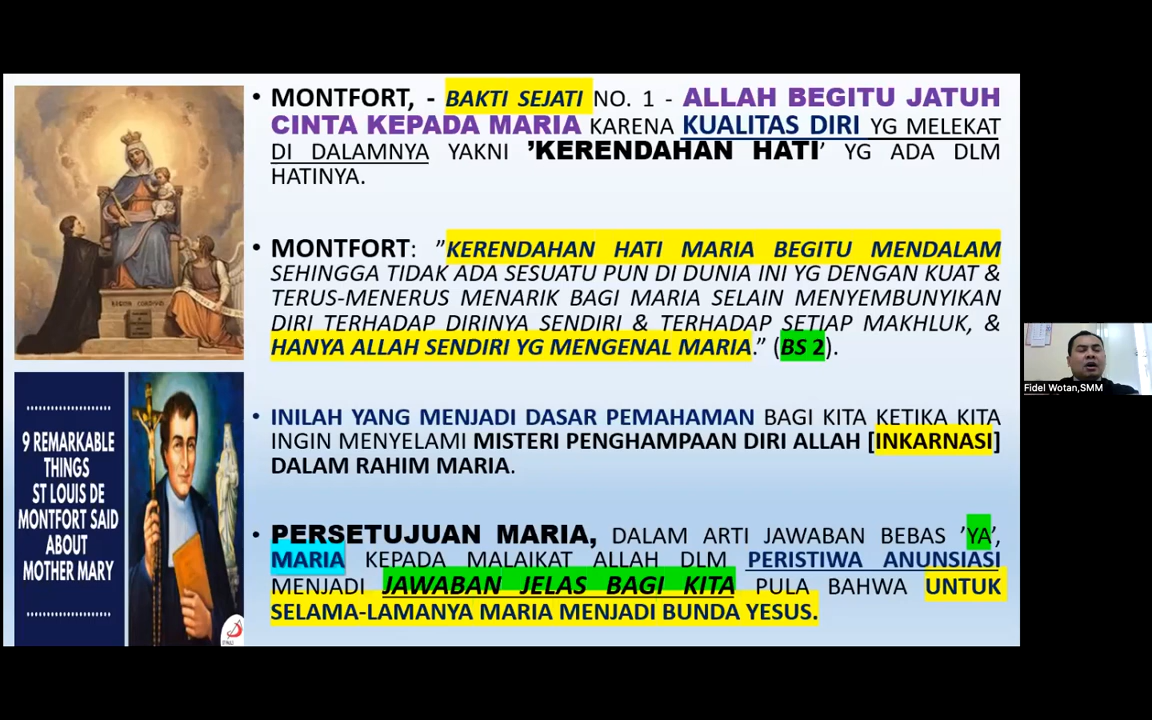 • MONTFORT, - BAKTI SEJATI NO. 1 - ALLAH BEGITU JATUH
CINTA KEPADA MARIA KARENA KUALITAS DIRI YG MELEKAT
DI DALAMNYA YAKNI ’KERENDAHAN HATI’ YG ADA DLM
HATINYA.
• MONTFORT: ”KERENDAHAN HATI MARIA BEGITU MENDALAM
SEHINGGA TIDAK ADA SESUATU PUN DI DUNIA INI YG DENGAN KUAT &
TERUS-MENERUS MENARIK BAGI MARIA SELAIN MENYEMBUNYIKAN
DIRI TERHADAP DIRINYA SENDIRI & TERHADAP SETIAP MAKHLUK, &
HANYA ALLAH SENDIRI YG MENGENAL MARIA.” (BS 2).
• INILAH YANG MENJADI DASAR PEMAHAMAN BAGI KITA KETIKA KITA
INGIN MENYELAMI MISTERI PENGHAMPAAN DIRI ALLAH [INKARNASI]
DALAM RAHIM MARIA.
• PERSETUJUAN MARIA, DALAM ARTI JAWABAN BEBAS ’YA’,
MARIA KEPADA MALAIKAT ALLAH DLM PERISTIWA ANUNSIASI
MENJADI JAWABAN JELAS BAGI KITA PULA BAHWA UNTUK
SELAMA-LAMANYA MARIA MENJADI BUNDA YESUS.
9 REMARKABLE
THINGS
ST LOUIS DE
MONTFORT SAID
ABOUT
MOTHER MARY
Fidel Wotan,SMM